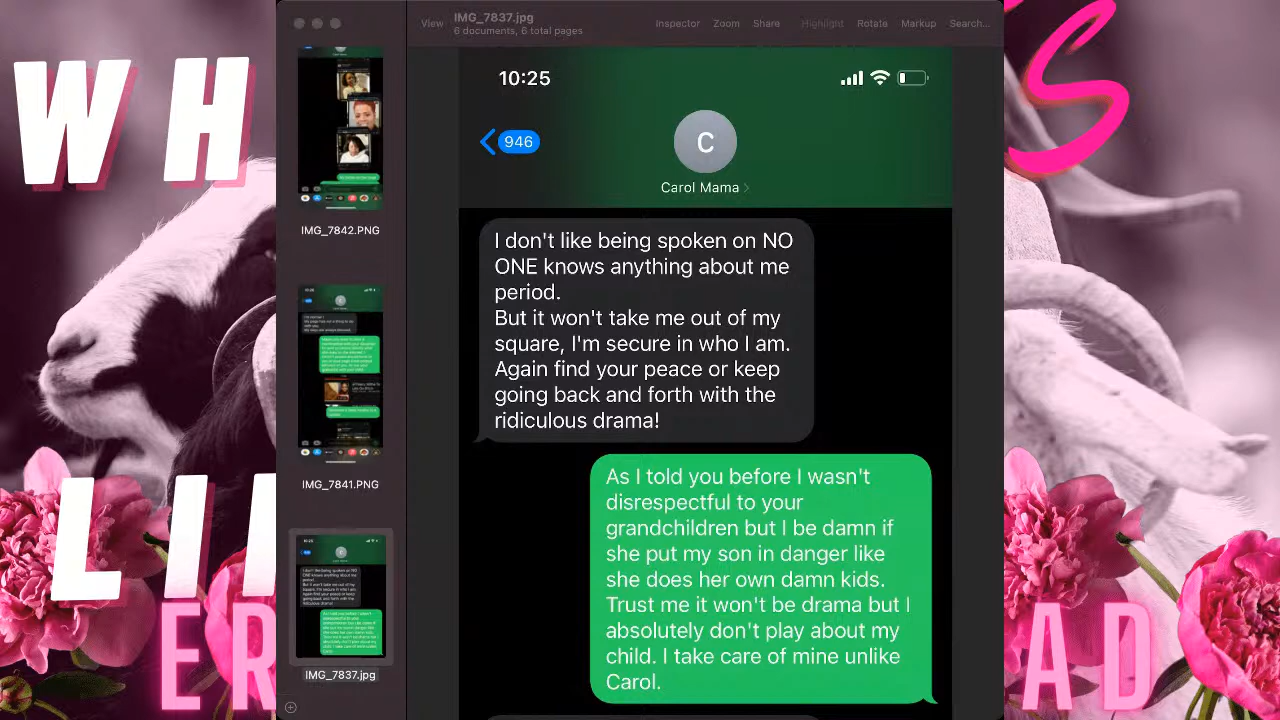 WH
S
LI
ER
AD
View
IMG_7837.jpg
6 documents, 6 total pages
Inspector
Zoom
Share
Highlight
Rotate
Markup
Search...
IMG_7842.PNG
IMG_7841.PNG
IMG_7837.jpg
10:25
946
C
Carol Mama
I don't like being spoken on NO
ONE knows anything about me
period.
But it won't take me out of my
square, I'm secure in who I am.
Again find your peace or keep
going back and forth with the
ridiculous drama!
As I told you before I wasn't
disrespectful to your
grandchildren but I be damn if
she put my son in danger like
she does her own damn kids.
Trust me it won't be drama but I
absolutely don't play about my
child. I take care of mine unlike
Carol.